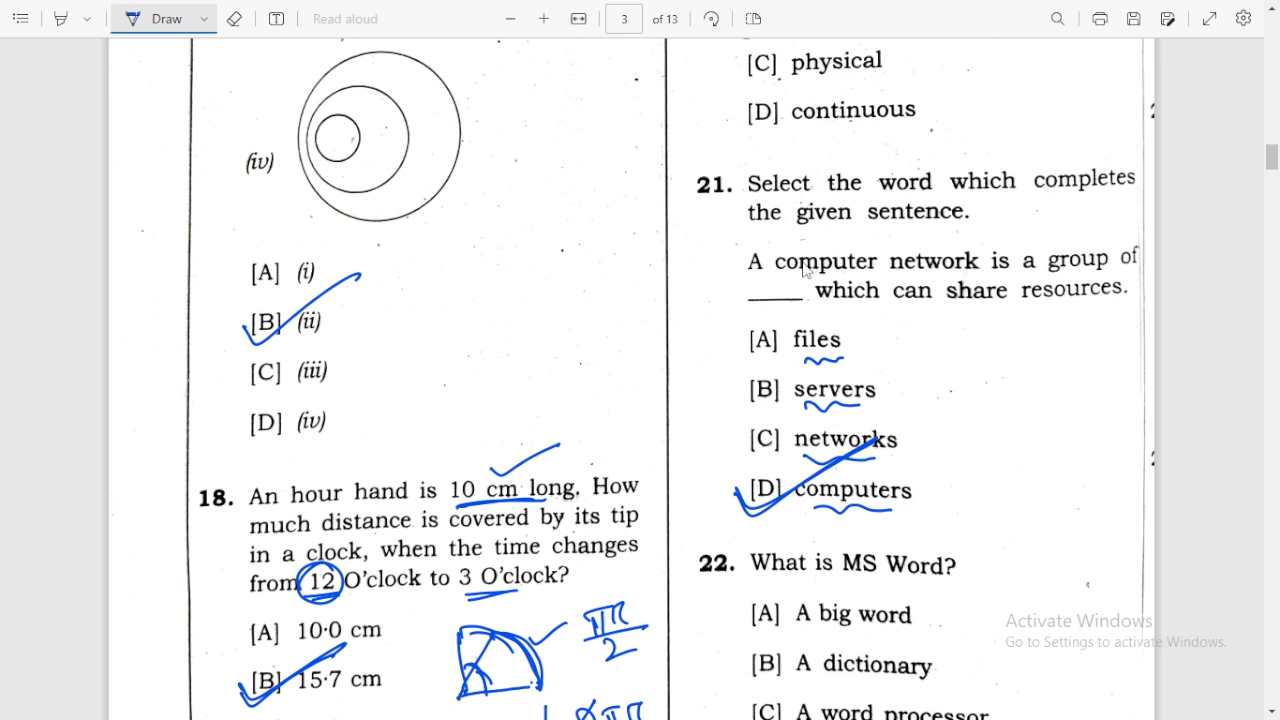 Draw
Read aloud
3
of 13
(iv)
[A] (i)
[B] (ii)
[C] (iii)
[D] (iv)
18. An hour hand is 10 cm long. How
much distance is covered by its tip
in a clock, when the time changes
from 12 O'clock to 3 O'clock?
[A] 10·0 cm
[B] 15·7 cm
[C] physical
[D] continuous
21. Select the word which completes
the given sentence.
A computer network is a group of
_____ which can share resources.
[A] files
[B] servers
[C] networks
[D] computers
22. What is MS Word?
[A] A big word
[B] A dictionary
[C] A word processor
Activate Windows
Go to Settings to activate Windows.